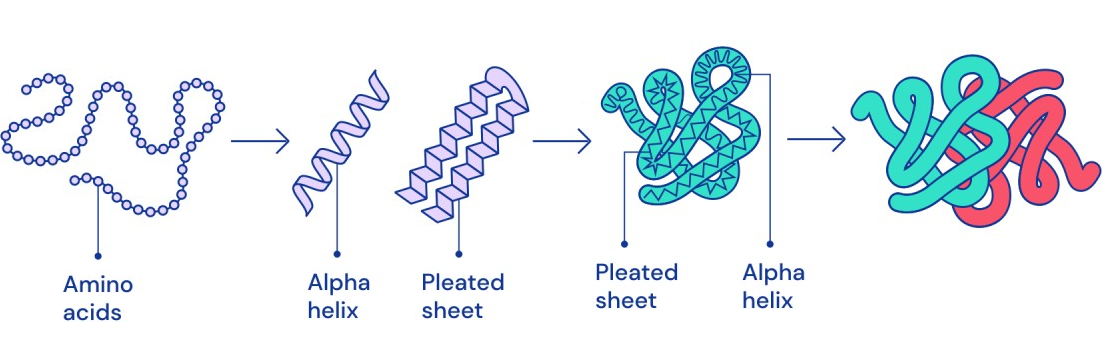 Amino
acids
Alpha
helix
Pleated
sheet
Pleated
sheet
Alpha
helix